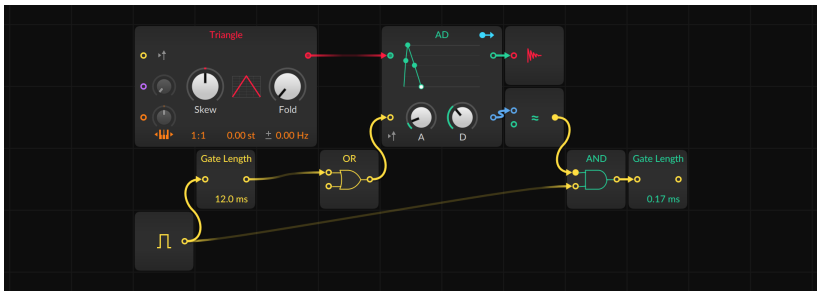 Triangle
AD
Skew
Fold
1:1
0.00 st
± 0.00 Hz
A
D
Gate Length
12.0 ms
OR
AND
Gate Length
0.17 ms